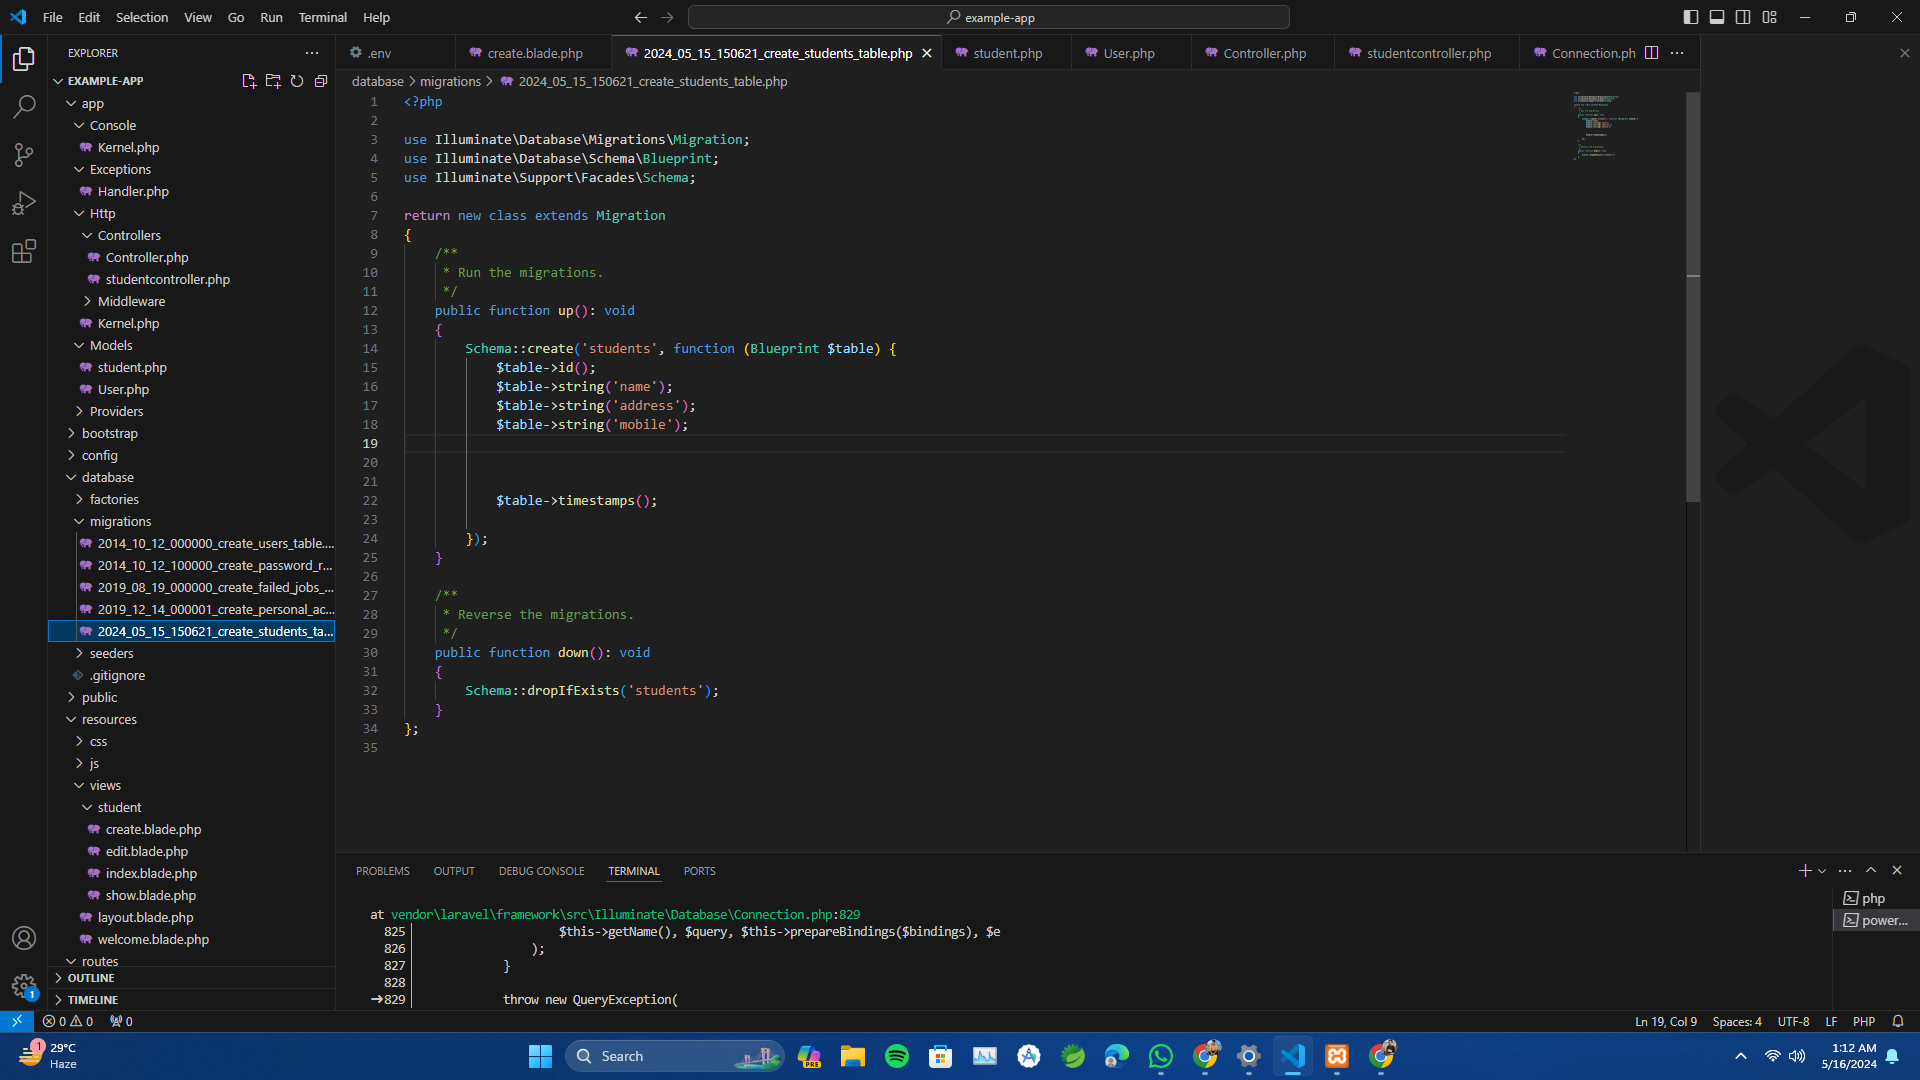 File Edit Selection View Go Run Terminal Help
example-app
EXPLORER
EXAMPLE-APP
app
Console
Kernel.php
Exceptions
Handler.php
Http
Controllers
Controller.php
studentcontroller.php
Middleware
Kernel.php
Models
student.php
User.php
Providers
bootstrap
config
database
factories
migrations
2014_10_12_000000_create_users_table....
2014_10_12_100000_create_password_r...
2019_08_19_000000_create_failed_jobs_...
2019_12_14_000001_create_personal_ac...
2024_05_15_150621_create_students_ta...
seeders
.gitignore
public
resources
css
js
views
student
create.blade.php
edit.blade.php
index.blade.php
show.blade.php
layout.blade.php
welcome.blade.php
routes
OUTLINE
TIMELINE
.env create.blade.php 2024_05_15_150621_create_students_table.php student.php User.php Controller.php studentcontroller.php Connection.ph
database > migrations > 2024_05_15_150621_create_students_table.php
1 <?php
2
3 use Illuminate\Database\Migrations\Migration;
4 use Illuminate\Database\Schema\Blueprint;
5 use Illuminate\Support\Facades\Schema;
6
7 return new class extends Migration
8 {
9 /**
10 * Run the migrations.
11 */
12 public function up(): void
13 {
14 Schema::create('students', function (Blueprint $table) {
15 $table->id();
16 $table->string('name');
17 $table->string('address');
18 $table->string('mobile');
19
20
21
22 $table->timestamps();
23
24 });
25 }
26
27 /**
28 * Reverse the migrations.
29 */
30 public function down(): void
31 {
32 Schema::dropIfExists('students');
33 }
34 };
35
PROBLEMS OUTPUT DEBUG CONSOLE TERMINAL PORTS
at vendor\laravel\framework\src\Illuminate\Database\Connection.php:829
825 $this->getName(), $query, $this->prepareBindings($bindings), $e
826 );
827 }
828
➜829 throw new QueryException(
php
power...
1
0 0 0
Ln 19, Col 9 Spaces: 4 UTF-8 LF PHP
1
29°C
Haze
Search
PRE
1:12 AM
5/16/2024